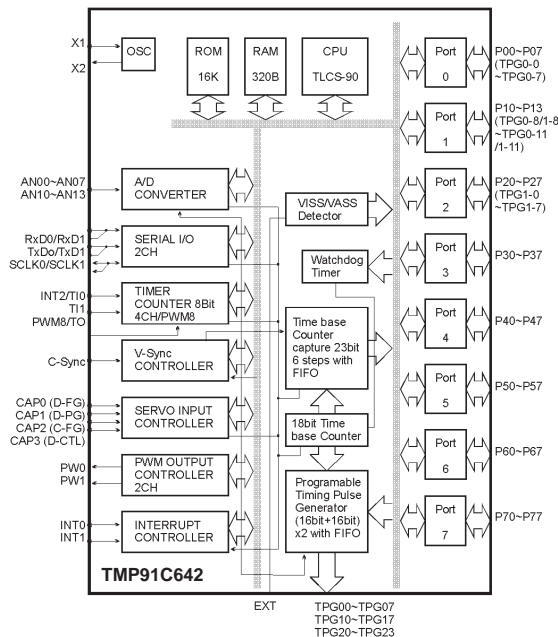 X1
X2
OSC
ROM
16K
RAM
320B
CPU
TLCS-90
Port
0
P00~P07
(TPG0-0
~TPG0-7)
Port
1
P10~P13
(TPG0-8/1-8
~TPG0-11
/1-11)
AN00~AN07
AN10~AN13
A/D
CONVERTER
VISS/VASS
Detector
Port
2
P20~P27
(TPG1-0
~TPG1-7)
RxD0/RxD1
TxDo/TxD1
SCLK0/SCLK1
SERIAL I/O
2CH
Watchdog
Timer
Port
3
P30~P37
INT2/TI0
TI1
PWM8/TO
TIMER
COUNTER 8Bit
4CH/PWM8
Time base
Counter
capture 23bit
6 steps with
FIFO
Port
4
P40~P47
C-Sync
V-Sync
CONTROLLER
Port
5
P50~P57
CAP0 (D-FG)
CAP1 (D-PG)
CAP2 (C-FG)
CAP3 (D-CTL)
SERVO INPUT
CONTROLLER
18bit Time
base Counter
Port
6
P60~P67
PW0
PW1
PWM OUTPUT
CONTROLLER
2CH
Programable
Timing Pulse
Generator
(16bit+16bit)
x2 with FIFO
Port
7
P70~P77
INT0
INT1
INTERRUPT
CONTROLLER
TMP91C642
EXT
TPG00~TPG07
TPG10~TPG17
TPG20~TPG23